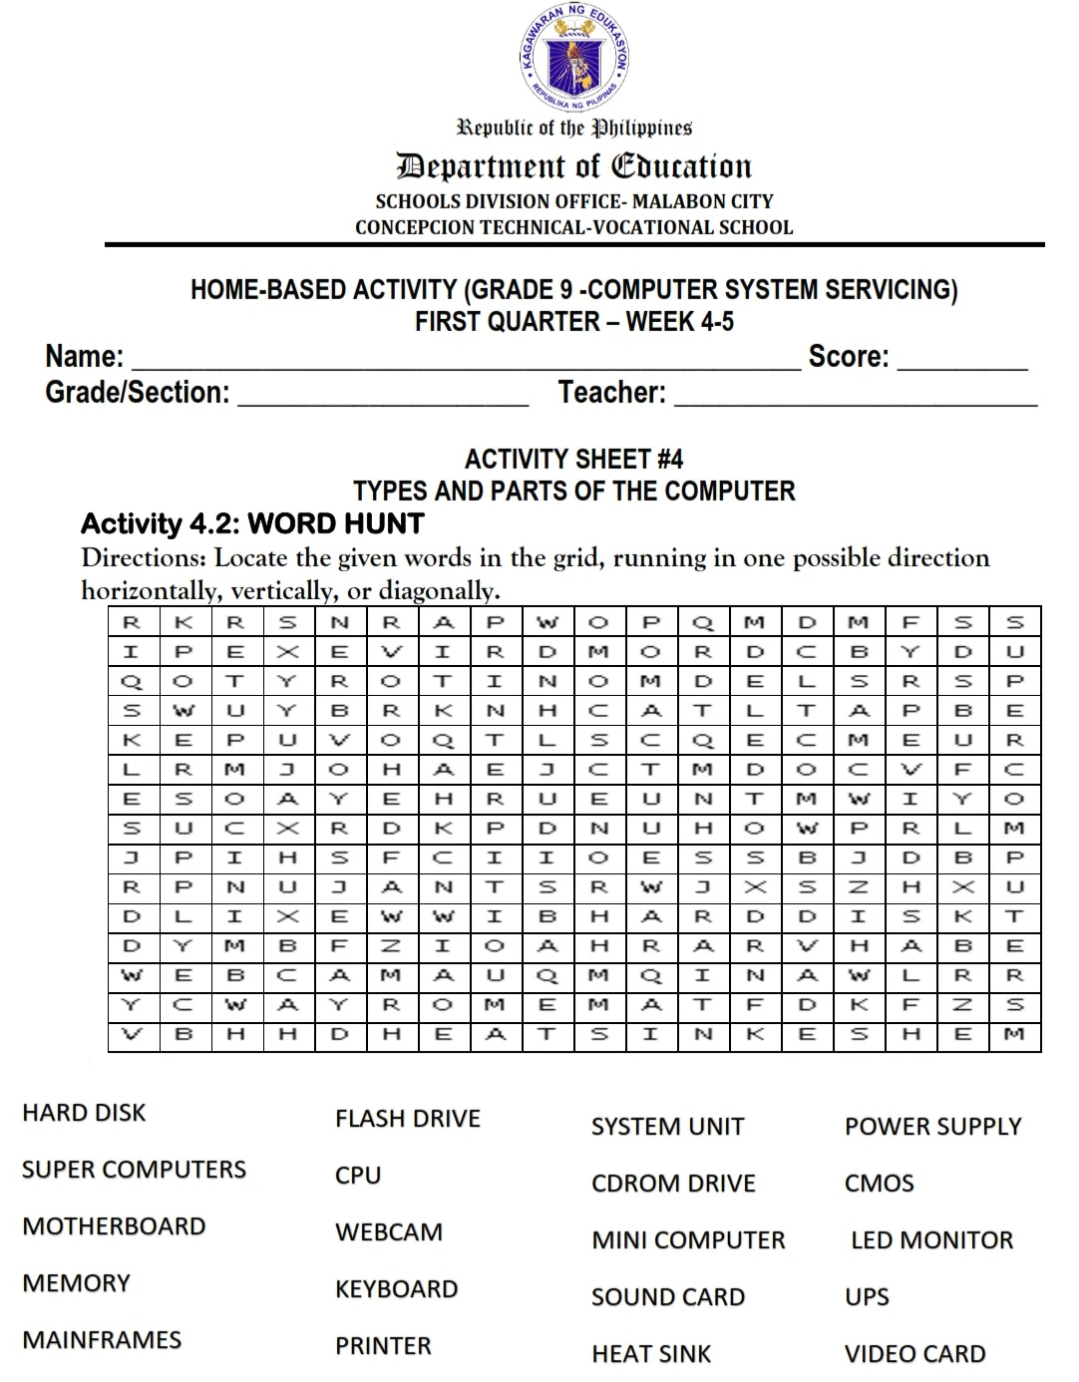 KAGAWARAN NG EDUKASYON
REPUBLIKA NG PILIPINAS
Republic of the Philippines
Department of Education
SCHOOLS DIVISION OFFICE- MALABON CITY
CONCEPCION TECHNICAL-VOCATIONAL SCHOOL
HOME-BASED ACTIVITY (GRADE 9 -COMPUTER SYSTEM SERVICING)
FIRST QUARTER – WEEK 4-5
Name: ________________ Score: ________
Grade/Section: ________________ Teacher: ________________
ACTIVITY SHEET #4
TYPES AND PARTS OF THE COMPUTER
Activity 4.2: WORD HUNT
Directions: Locate the given words in the grid, running in one possible direction
horizontally, vertically, or diagonally.
R K R S N R A P W O P Q M D M F S S
I P E X E V I R D M O R D C B Y D U
Q O T Y R O T I N O M D E L S R S P
S W U Y B R K N H C A T L T A P B E
K E P U V O Q T L S C Q E C M E U R
L R M J O H A E J C T M D O C V F C
E S O A Y E H R U E U N T M W I Y O
S U C X R D K P D N U H O W P R L M
J P I H S F C I I O E S S B J D B P
R P N U J A N T S R W J X S Z H X U
D L I X E W W I B H A R D D I S K T
D Y M B F Z I O A H R A R V H A B E
W E B C A M A U Q M Q I N A W L R R
Y C W A Y R O M E M A T F D K F Z S
V B H H D H E A T S I N K E S H E M
HARD DISK FLASH DRIVE SYSTEM UNIT POWER SUPPLY
SUPER COMPUTERS CPU CDROM DRIVE CMOS
MOTHERBOARD WEBCAM MINI COMPUTER LED MONITOR
MEMORY KEYBOARD SOUND CARD UPS
MAINFRAMES PRINTER HEAT SINK VIDEO CARD